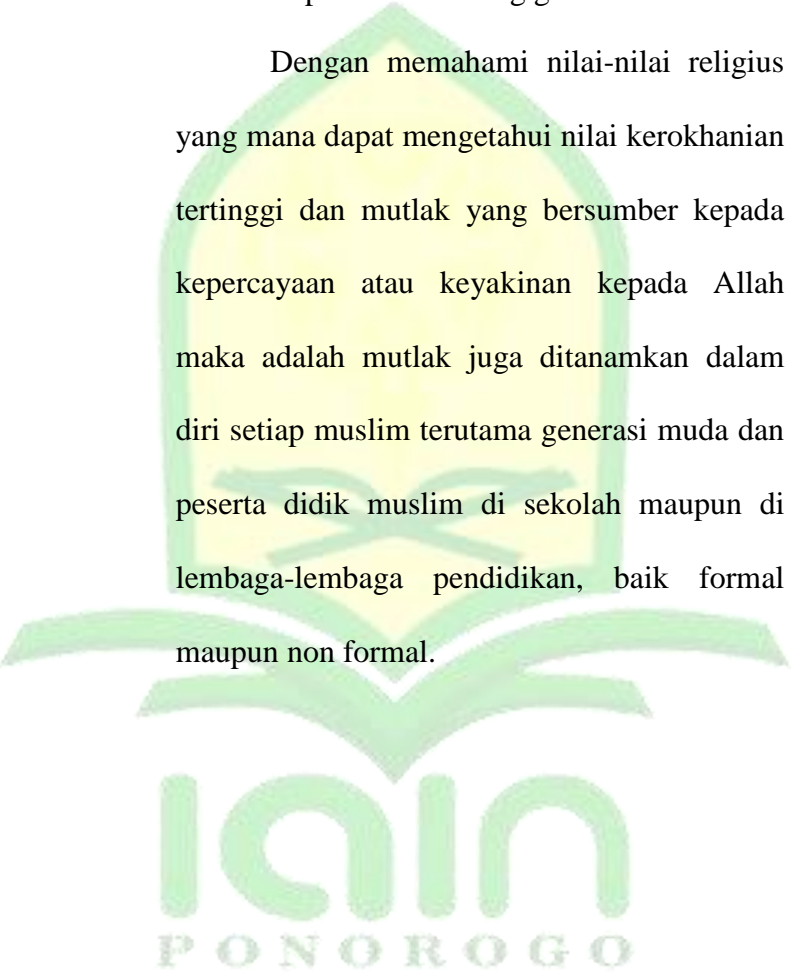 Dengan memahami nilai-nilai religius
yang mana dapat mengetahui nilai kerokhanian
tertinggi dan mutlak yang bersumber kepada
kepercayaan atau keyakinan kepada Allah
maka adalah mutlak juga ditanamkan dalam
diri setiap muslim terutama generasi muda dan
peserta didik muslim di sekolah maupun di
lembaga-lembaga pendidikan, baik formal
maupun non formal.
IAIN
PONOROGO